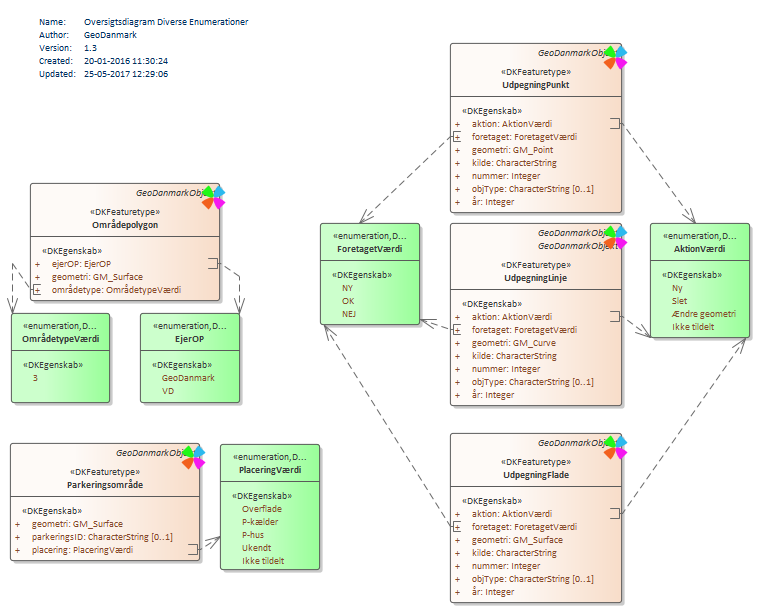 Name: Oversigtsdiagram Diverse Enumerationer
Author: GeoDanmark
Version: 1.3
Created: 20-01-2016 11:30:24
Updated: 25-05-2017 12:29:06
GeoDanmarkObj
«DKFeaturetype»
UdpegningPunkt
«DKEgenskab»
+ aktion: AktionVærdi
+ foretaget: ForetagetVærdi
+ geometri: GM_Point
+ kilde: CharacterString
+ nummer: Integer
+ objType: CharacterString [0..1]
+ år: Integer
GeoDanmarkObj
«DKFeaturetype»
Områdepolygon
«DKEgenskab»
+ ejerOP: EjerOP
+ geometri: GM_Surface
+ områdetype: OmrådetypeVærdi
«enumeration,D...
ForetagetVærdi
«DKEgenskab»
NY
OK
NEJ
GeoDanmarkObj
GeoDanmarkObjekt
«DKFeaturetype»
UdpegningLinje
«DKEgenskab»
+ aktion: AktionVærdi
+ foretaget: ForetagetVærdi
+ geometri: GM_Curve
+ kilde: CharacterString
+ nummer: Integer
+ objType: CharacterString [0..1]
+ år: Integer
«enumeration,D...
AktionVærdi
«DKEgenskab»
Ny
Slet
Ændre geometri
Ikke tildelt
«enumeration,D...
OmrådetypeVærdi
«DKEgenskab»
3
«enumeration,D...
EjerOP
«DKEgenskab»
GeoDanmark
VD
GeoDanmarkObj
«DKFeaturetype»
Parkeringsområde
«DKEgenskab»
+ geometri: GM_Surface
+ parkeringsID: CharacterString [0..1]
+ placering: PlaceringVærdi
«enumeration,D...
PlaceringVærdi
«DKEgenskab»
Overflade
P-kælder
P-hus
Ukendt
Ikke tildelt
GeoDanmarkObj
«DKFeaturetype»
UdpegningFlade
«DKEgenskab»
+ aktion: AktionVærdi
+ foretaget: ForetagetVærdi
+ geometri: GM_Surface
+ kilde: CharacterString
+ nummer: Integer
+ objType: CharacterString [0..1]
+ år: Integer